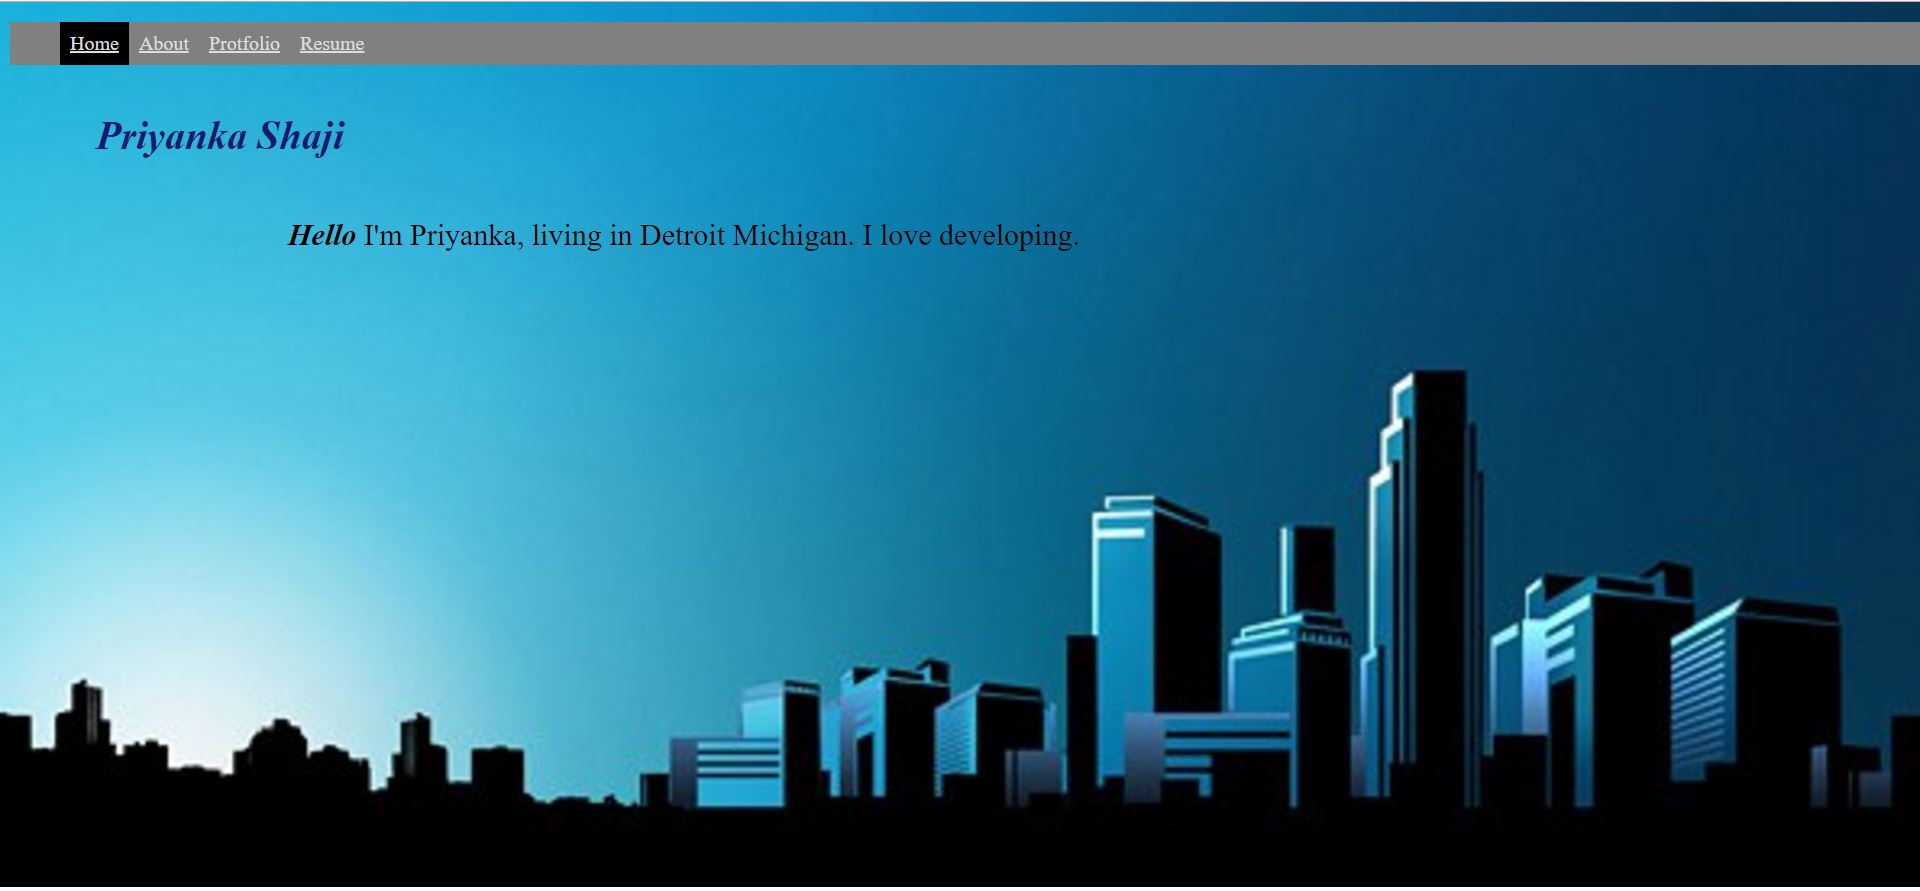 Home About Protfolio Resume
Priyanka Shaji
Hello I'm Priyanka, living in Detroit Michigan. I love developing.